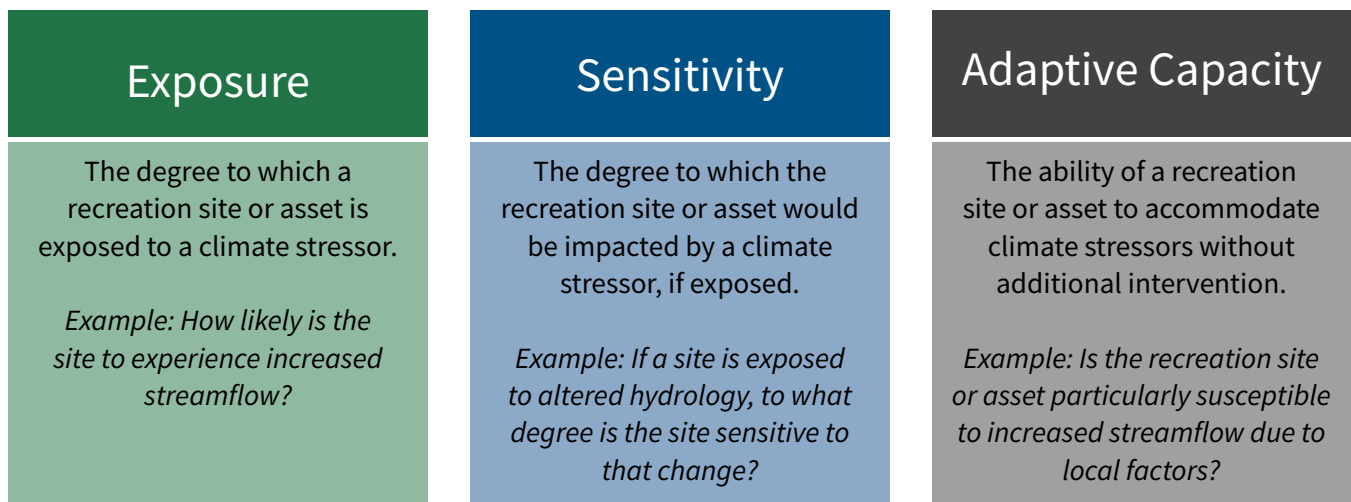 Exposure
The degree to which a
recreation site or asset is
exposed to a climate stressor.
Example: How likely is the
site to experience increased
streamflow?
Sensitivity
The degree to which the
recreation site or asset would
be impacted by a climate
stressor, if exposed.
Example: If a site is exposed
to altered hydrology, to what
degree is the site sensitive to
that change?
Adaptive Capacity
The ability of a recreation
site or asset to accommodate
climate stressors without
additional intervention.
Example: Is the recreation site
or asset particularly susceptible
to increased streamflow due to
local factors?